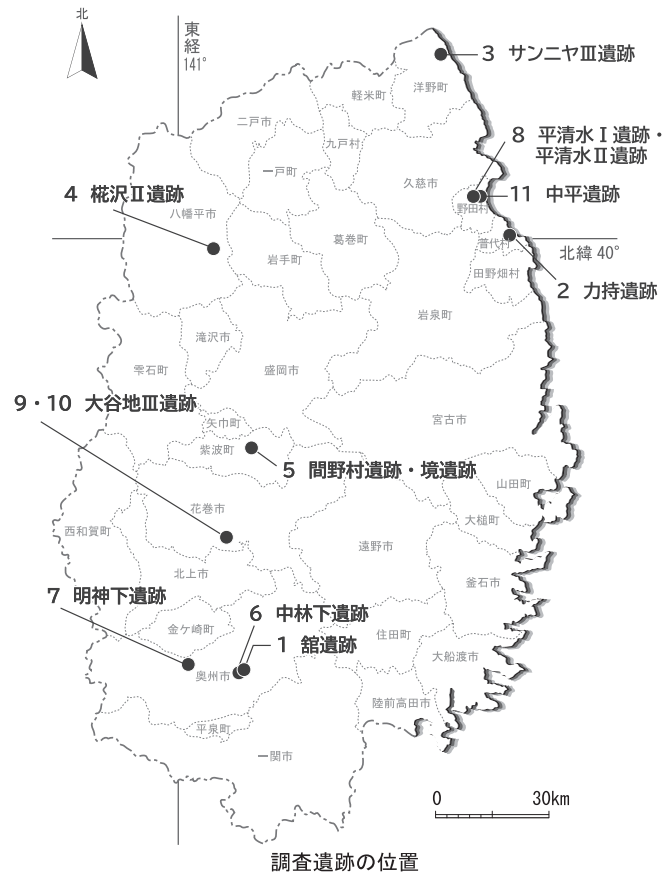 北
東経
141°
3 サンニヤⅢ遺跡
洋野町
軽米町
二戸市
九戸村
一戸町
8 平清水Ⅰ遺跡・
平清水Ⅱ遺跡
久慈市
4 椛沢Ⅱ遺跡
11 中平遺跡
野田村
八幡平市
葛巻町
普代村
北緯40°
岩手町
田野畑村
2 力持遺跡
岩泉町
滝沢市
雫石町
盛岡市
9・10 大谷地Ⅲ遺跡
矢巾町
宮古市
紫波町
5 間野村遺跡・境遺跡
山田町
花巻市
大槌町
西和賀町
遠野市
北上市
釜石市
7 明神下遺跡
6 中林下遺跡
金ケ崎町
住田町
1 舘遺跡
大船渡市
奥州市
陸前高田市
平泉町
一関市
0 30km
調査遺跡の位置